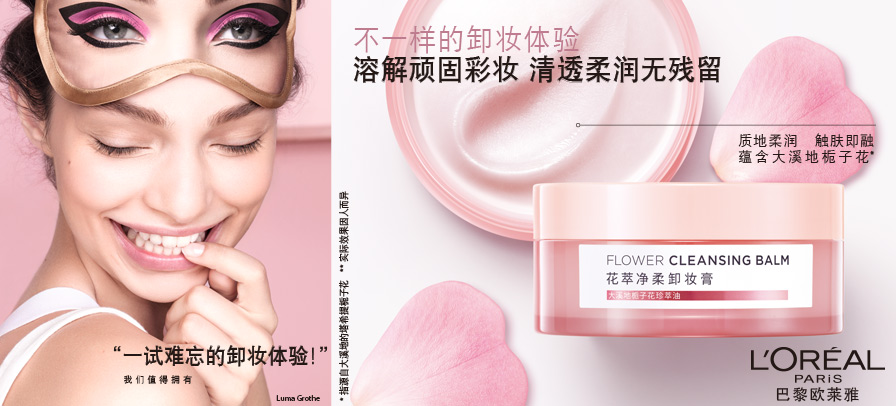 不一样的卸妆体验
溶解顽固彩妆 清透柔润无残留
质地柔润 触肤即融
蕴含大溪地栀子花*
FLOWER CLEANSING BALM
花萃净柔卸妆膏
大溪地栀子花珍萃油
L'ORÉAL
PARiS
巴黎欧莱雅
“一试难忘的卸妆体验!”
我们值得拥有
Luma Grothe
* 指源自大溪地的塔希提栀子花 ** 实际效果因人而异